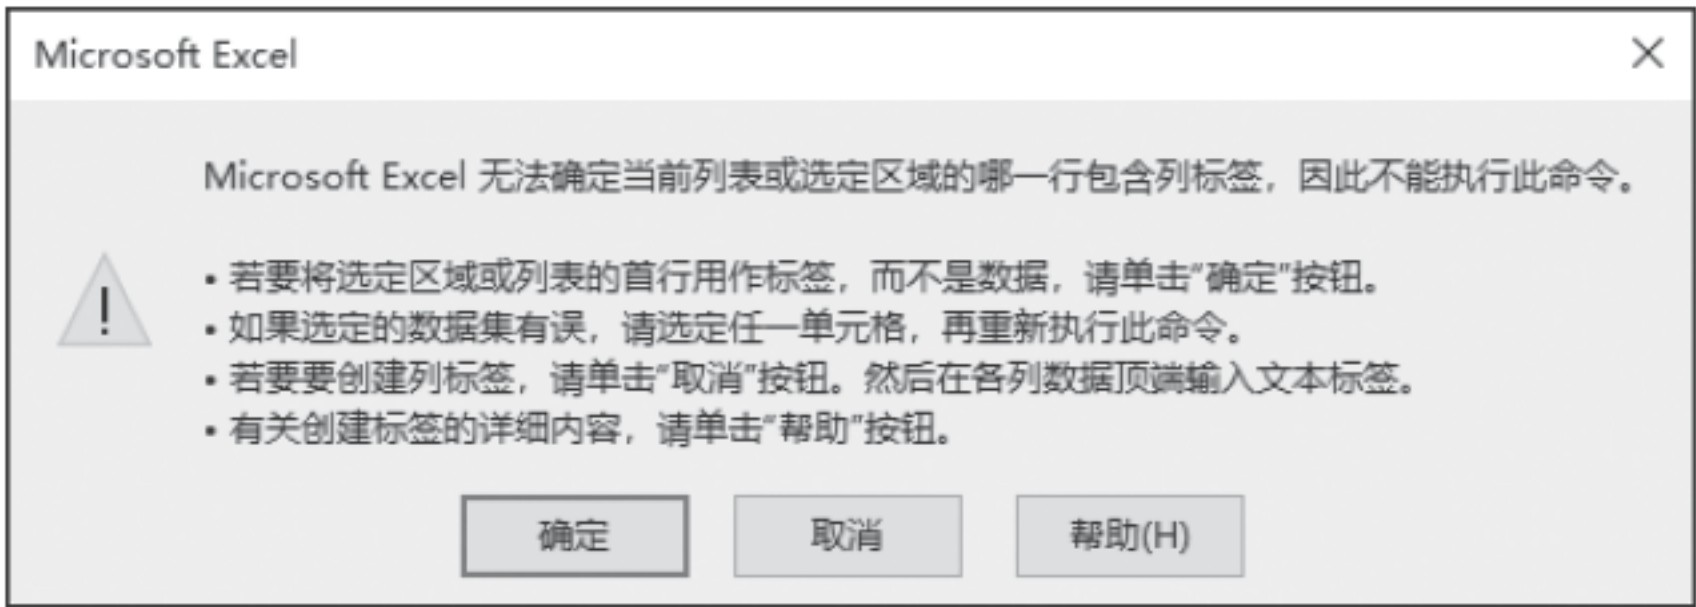 Microsoft Excel
Microsoft Excel 无法确定当前列表或选定区域的哪一行包含列标签，因此不能执行此命令。
• 若要将选定区域或列表的首行用作标签，而不是数据，请单击“确定”按钮。
• 如果选定的数据集有误，请选定任一单元格，再重新执行此命令。
• 若要要创建列标签，请单击“取消”按钮。然后在各列数据顶端输入文本标签。
• 有关创建标签的详细内容，请单击“帮助”按钮。
确定 取消 帮助(H)